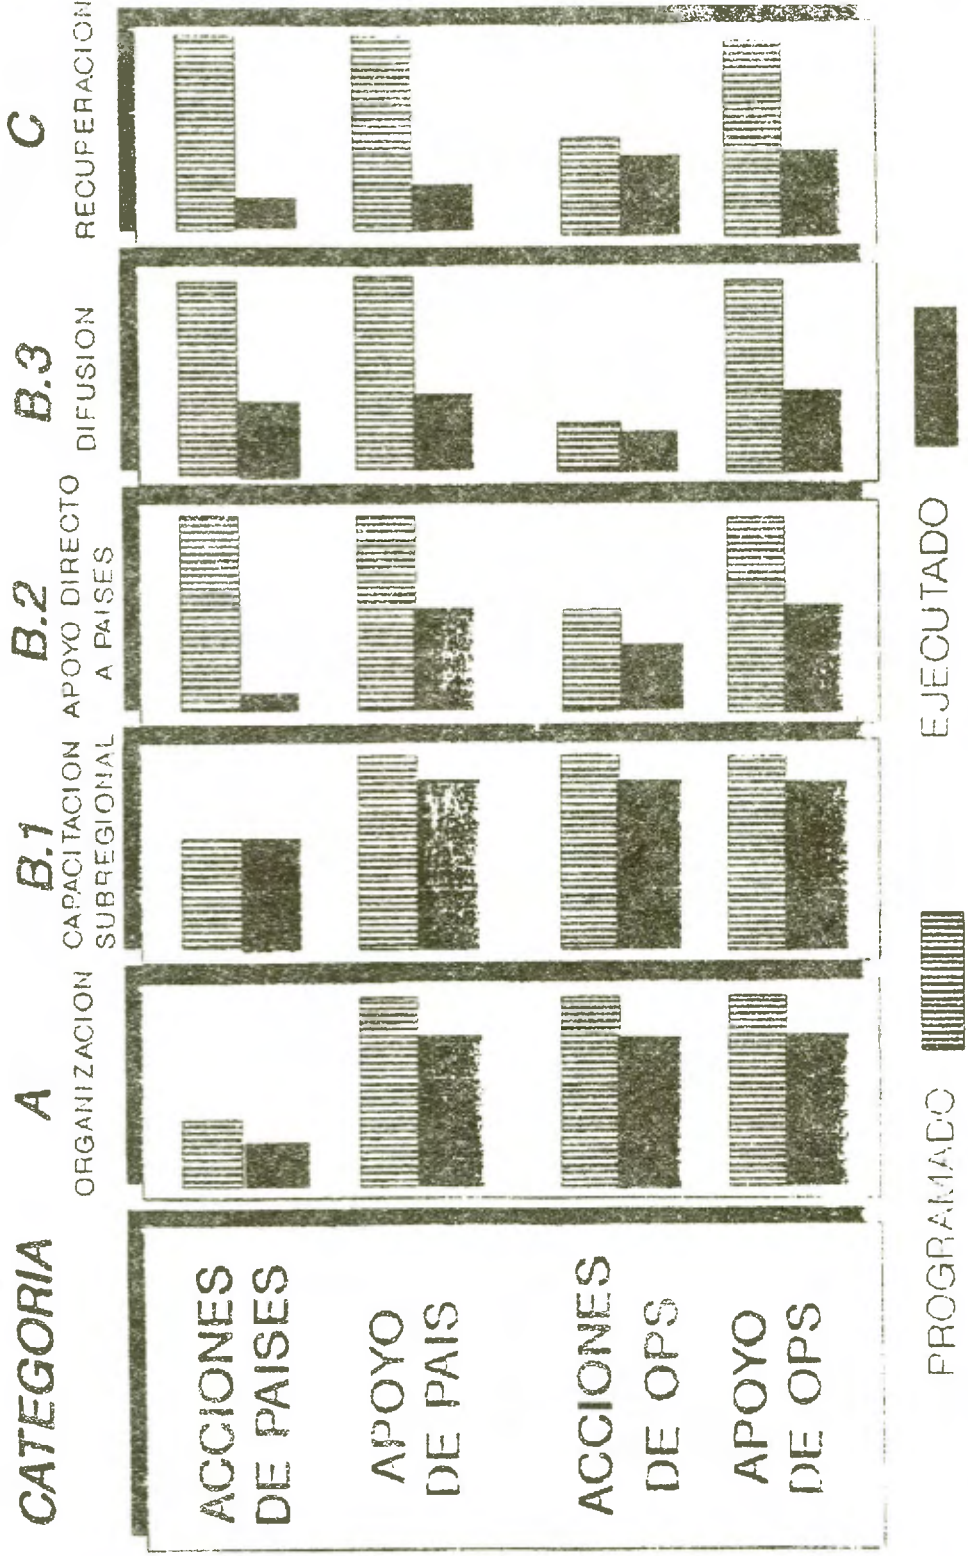 CATEGORIA
A
B.1
B.2
B.3
C
ORGANIZACION
CAPACITACION
SUBREGIONAL
APOYO DIRECTO
A PAISES
DIFUSION
RECUPERACION
ACCIONES
DE PAISES
APOYO
DE PAIS
ACCIONES
DE OPS
APOYO
DE OPS
PROGRAMADO
EJECUTADO